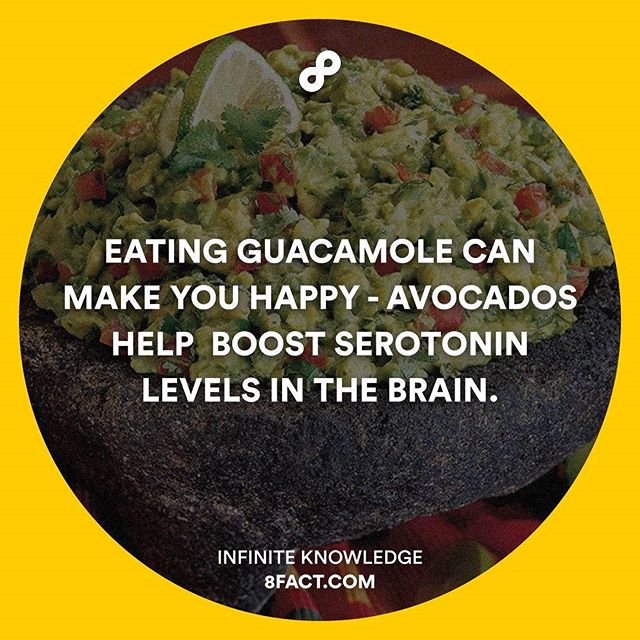 EATING GUACAMOLE CAN
MAKE YOU HAPPY - AVOCADOS
HELP BOOST SEROTONIN
LEVELS IN THE BRAIN.
INFINITE KNOWLEDGE
8FACT.COM